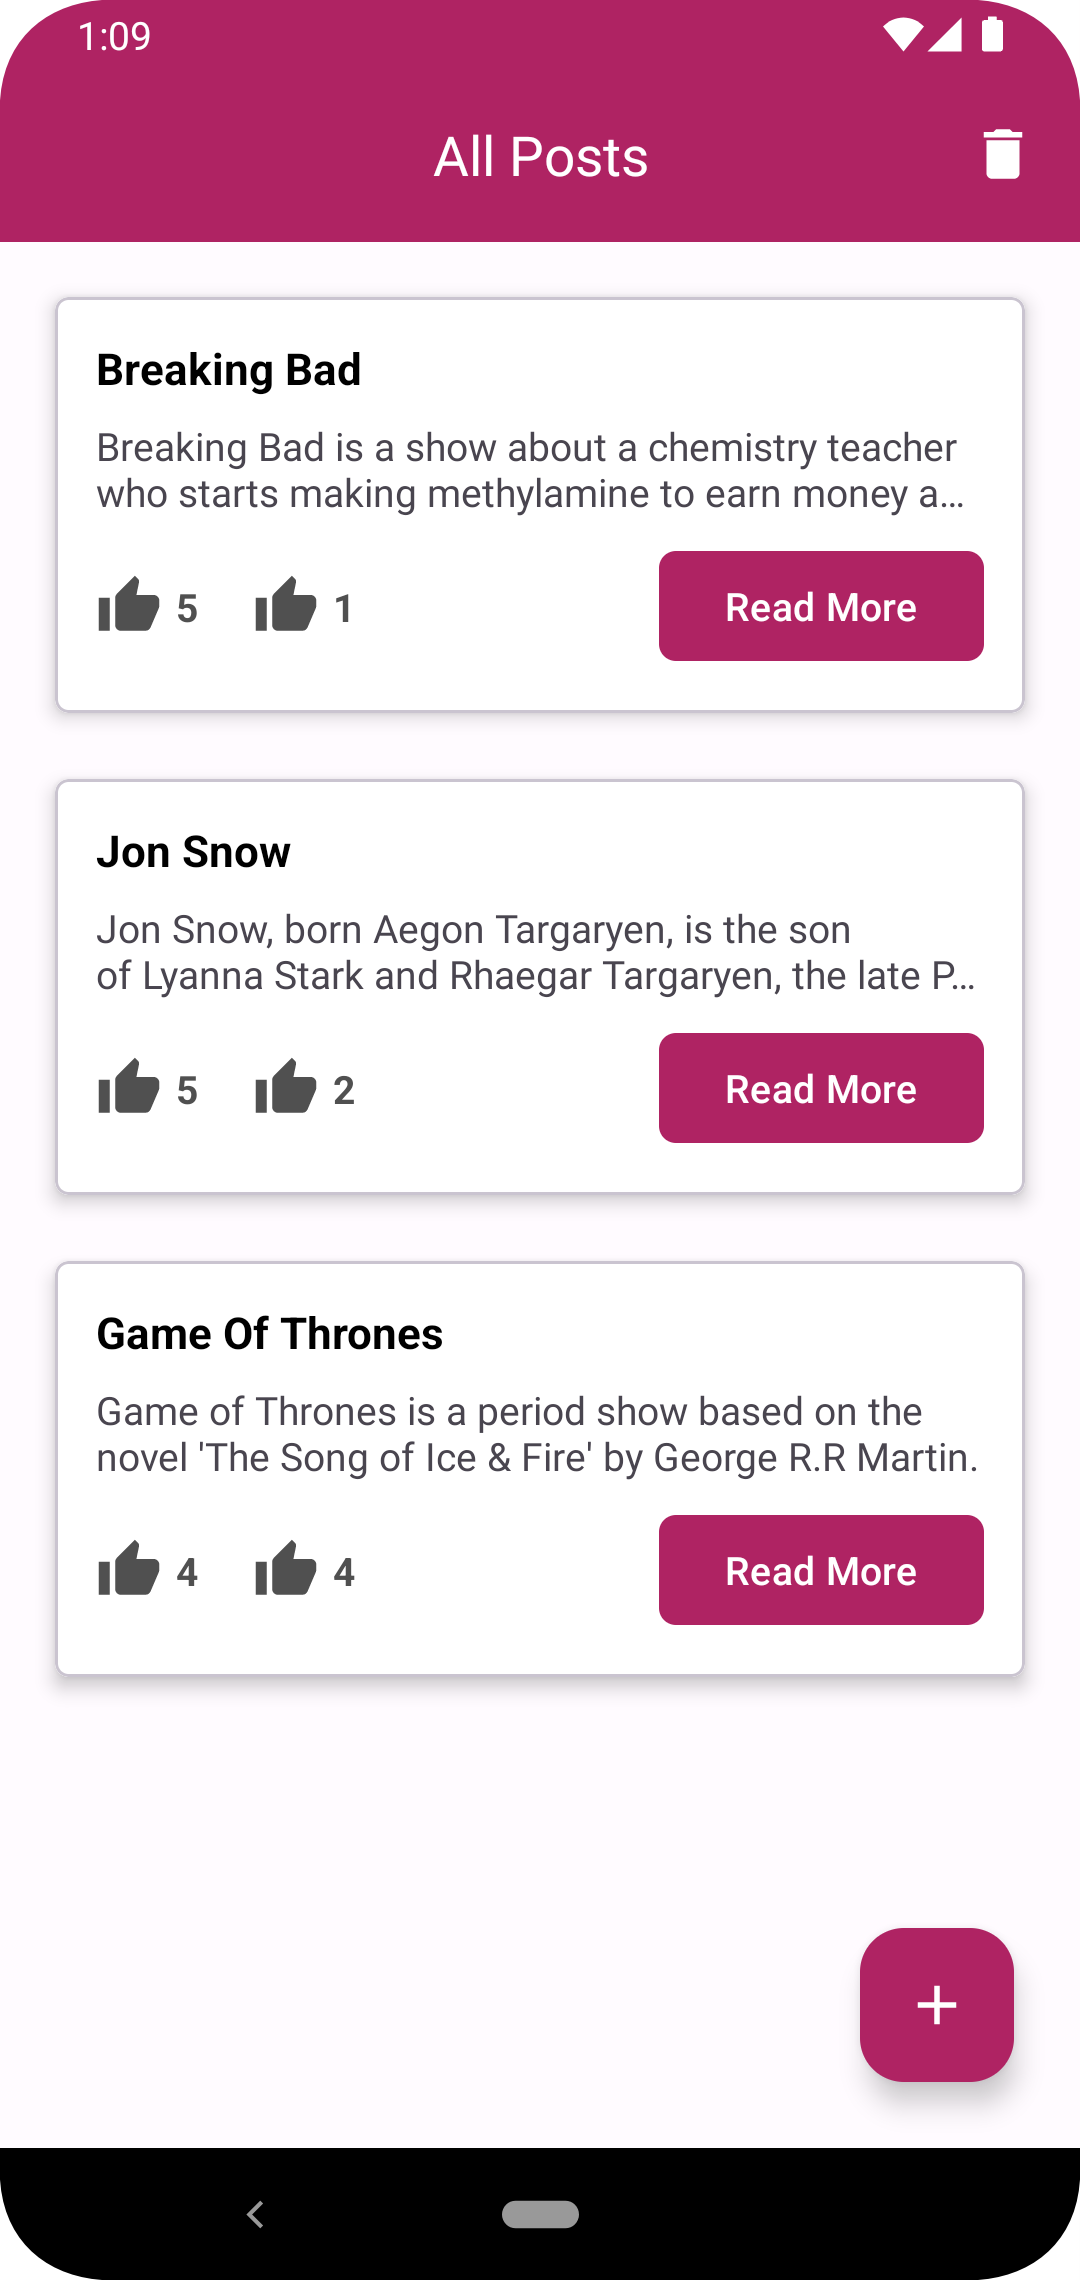 1:09
All Posts
Breaking Bad
Breaking Bad is a show about a chemistry teacher
who starts making methylamine to earn money a…
5 1 Read More
Jon Snow
Jon Snow, born Aegon Targaryen, is the son
of Lyanna Stark and Rhaegar Targaryen, the late P…
5 2 Read More
Game Of Thrones
Game of Thrones is a period show based on the
novel 'The Song of Ice & Fire' by George R.R Martin.
4 4 Read More